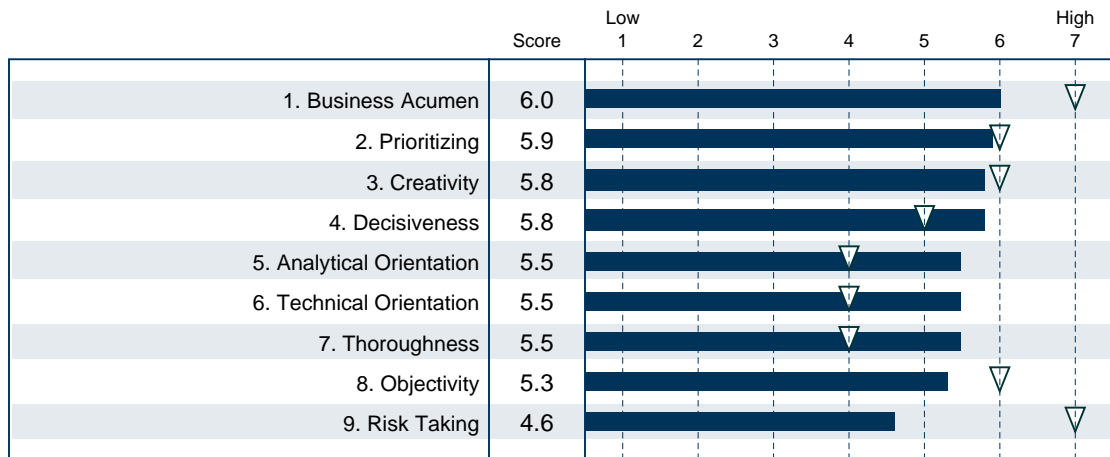 Low High
Score 1 2 3 4 5 6 7
1. Business Acumen 6.0
2. Prioritizing 5.9
3. Creativity 5.8
4. Decisiveness 5.8
5. Analytical Orientation 5.5
6. Technical Orientation 5.5
7. Thoroughness 5.5
8. Objectivity 5.3
9. Risk Taking 4.6